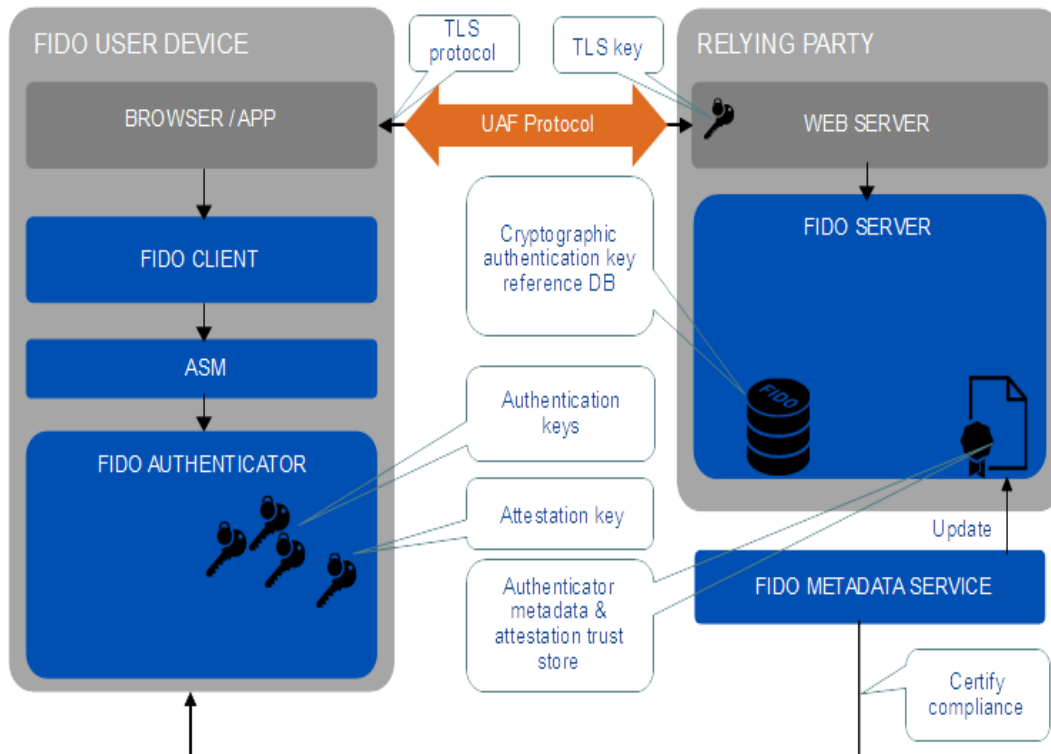 FIDO USER DEVICE
TLS
protocol
TLS key
RELYING PARTY
BROWSER / APP
UAF Protocol
WEB SERVER
FIDO CLIENT
Cryptographic
authentication key
reference DB
FIDO SERVER
ASM
Authentication
keys
FIDO
FIDO AUTHENTICATOR
Attestation key
Update
Authenticator
metadata &
attestation trust
store
FIDO METADATA SERVICE
Certify
compliance